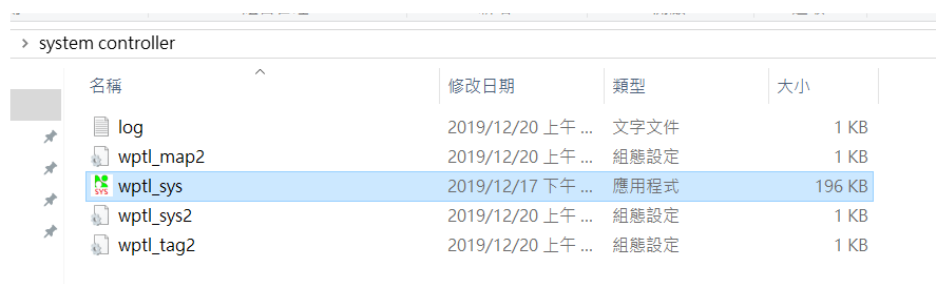 > system controller
名稱 修改日期 類型 大小
log 2019/12/20 上午 ... 文字文件 1 KB
wptl_map2 2019/12/20 上午 ... 組態設定 1 KB
wptl_sys 2019/12/17 下午 ... 應用程式 196 KB
wptl_sys2 2019/12/20 上午 ... 組態設定 1 KB
wptl_tag2 2019/12/20 上午 ... 組態設定 1 KB